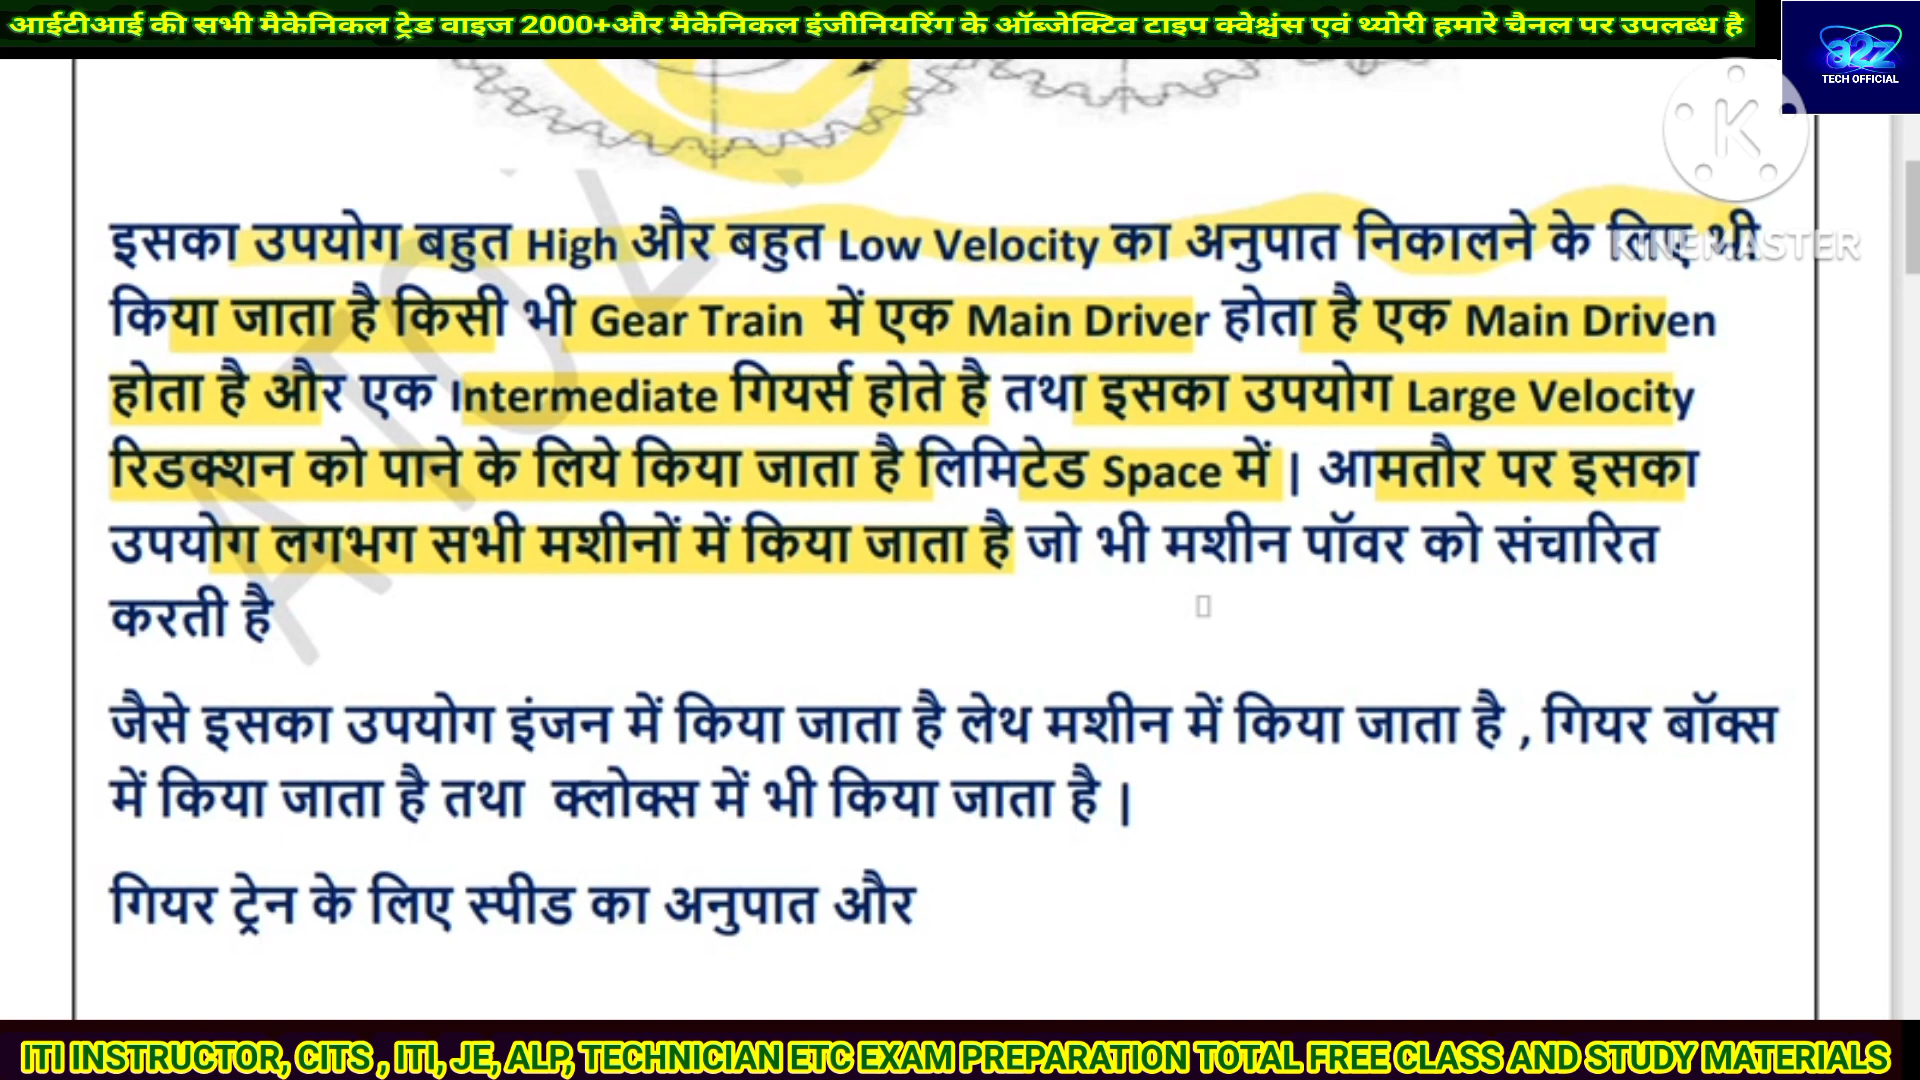 आईटीआई की सभी मैकेनिकल ट्रेड वाइज 2000+और मैकेनिकल इंजीनियरिंग के ऑब्जेक्टिव टाइप क्वेश्चंस एवं थ्योरी हमारे चैनल पर उपलब्ध है
a2z
TECH OFFICIAL
K
KINEMASTER
इसका उपयोग बहुत High और बहुत Low Velocity का अनुपात निकालने के लिए भी
किया जाता है किसी भी Gear Train में एक Main Driver होता है एक Main Driven
होता है और एक Intermediate गियर्स होते है तथा इसका उपयोग Large Velocity
रिडक्शन को पाने के लिये किया जाता है लिमिटेड Space में | आमतौर पर इसका
उपयोग लगभग सभी मशीनों में किया जाता है जो भी मशीन पॉवर को संचारित
करती है
जैसे इसका उपयोग इंजन में किया जाता है लेथ मशीन में किया जाता है , गियर बॉक्स
में किया जाता है तथा क्लोक्स में भी किया जाता है |
गियर ट्रेन के लिए स्पीड का अनुपात और
ITI INSTRUCTOR, CITS , ITI, JE, ALP, TECHNICIAN ETC EXAM PREPARATION TOTAL FREE CLASS AND STUDY MATERIALS